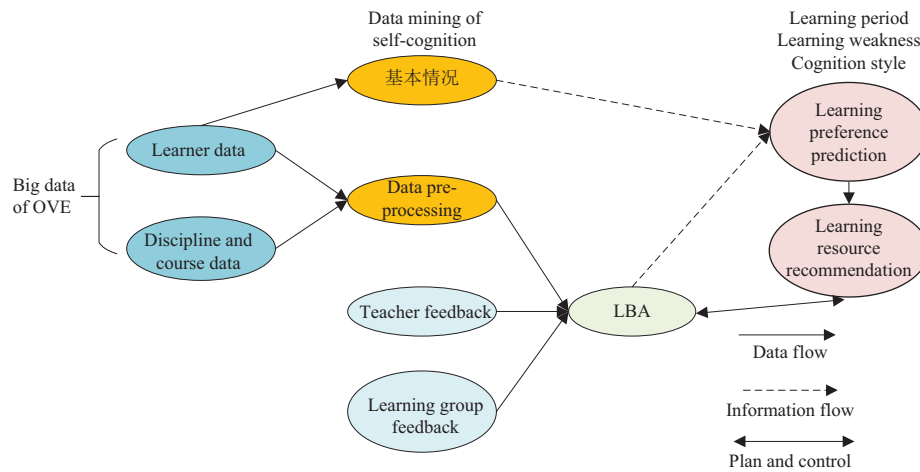 Data mining of
self-cognition
Learning period
Learning weakness
Cognition style
基本情况
Learning
preference
prediction
Learner data
Big data
of OVE
Data pre-
processing
Discipline and
course data
Learning
resource
recommendation
Teacher feedback
LBA
Data flow
Learning group
feedback
Information flow
Plan and control